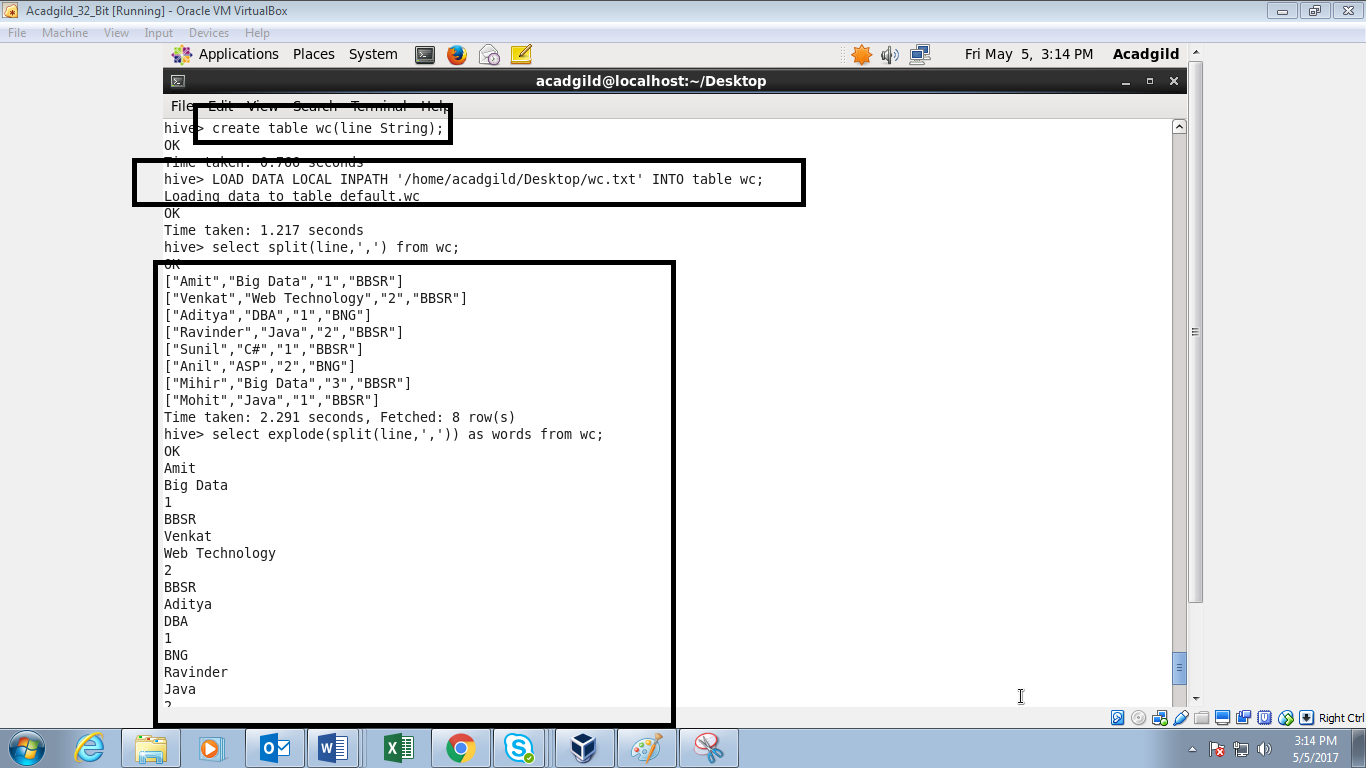 Acadgild_32_Bit [Running] - Oracle VM VirtualBox
File Machine View Input Devices Help
Applications Places System Fri May 5, 3:14 PM Acadgild
acadgild@localhost:~/Desktop
File Edit View Search Terminal Help
hive> create table wc(line String);
OK
Time taken: 0.766 seconds
hive> LOAD DATA LOCAL INPATH '/home/acadgild/Desktop/wc.txt' INTO table wc;
Loading data to table default.wc
OK
Time taken: 1.217 seconds
hive> select split(line,',') from wc;
OK
["Amit","Big Data","1","BBSR"]
["Venkat","Web Technology","2","BBSR"]
["Aditya","DBA","1","BNG"]
["Ravinder","Java","2","BBSR"]
["Sunil","C#","1","BBSR"]
["Anil","ASP","2","BNG"]
["Mihir","Big Data","3","BBSR"]
["Mohit","Java","1","BBSR"]
Time taken: 2.291 seconds, Fetched: 8 row(s)
hive> select explode(split(line,',')) as words from wc;
OK
Amit
Big Data
1
BBSR
Venkat
Web Technology
2
BBSR
Aditya
DBA
1
BNG
Ravinder
Java
2
Right Ctrl
3:14 PM
5/5/2017